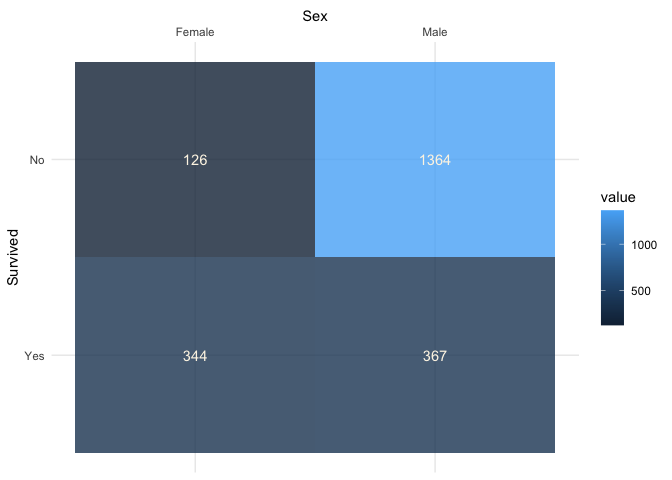 Sex
Female Male
No 126 1364
Survived
Yes 344 367
value
1000
500